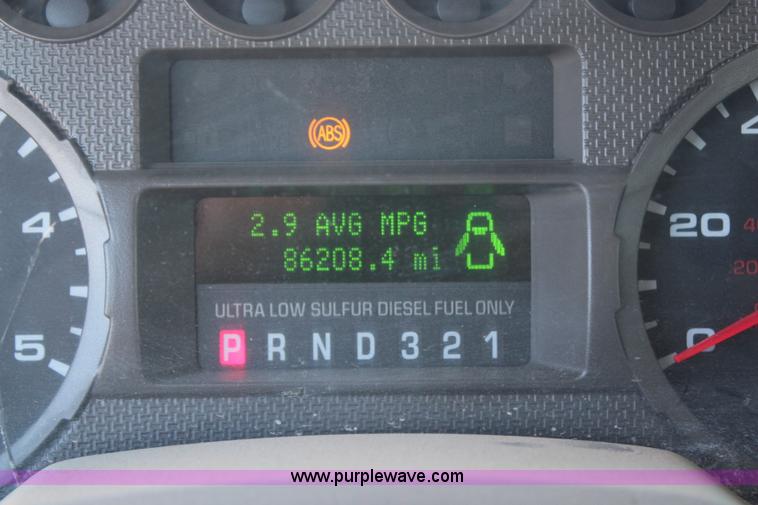 ABS
2.9 AVG MPG
86208.4 mi
ULTRA LOW SULFUR DIESEL FUEL ONLY
P R N D 3 2 1
4
5
20
0
www.purplewave.com